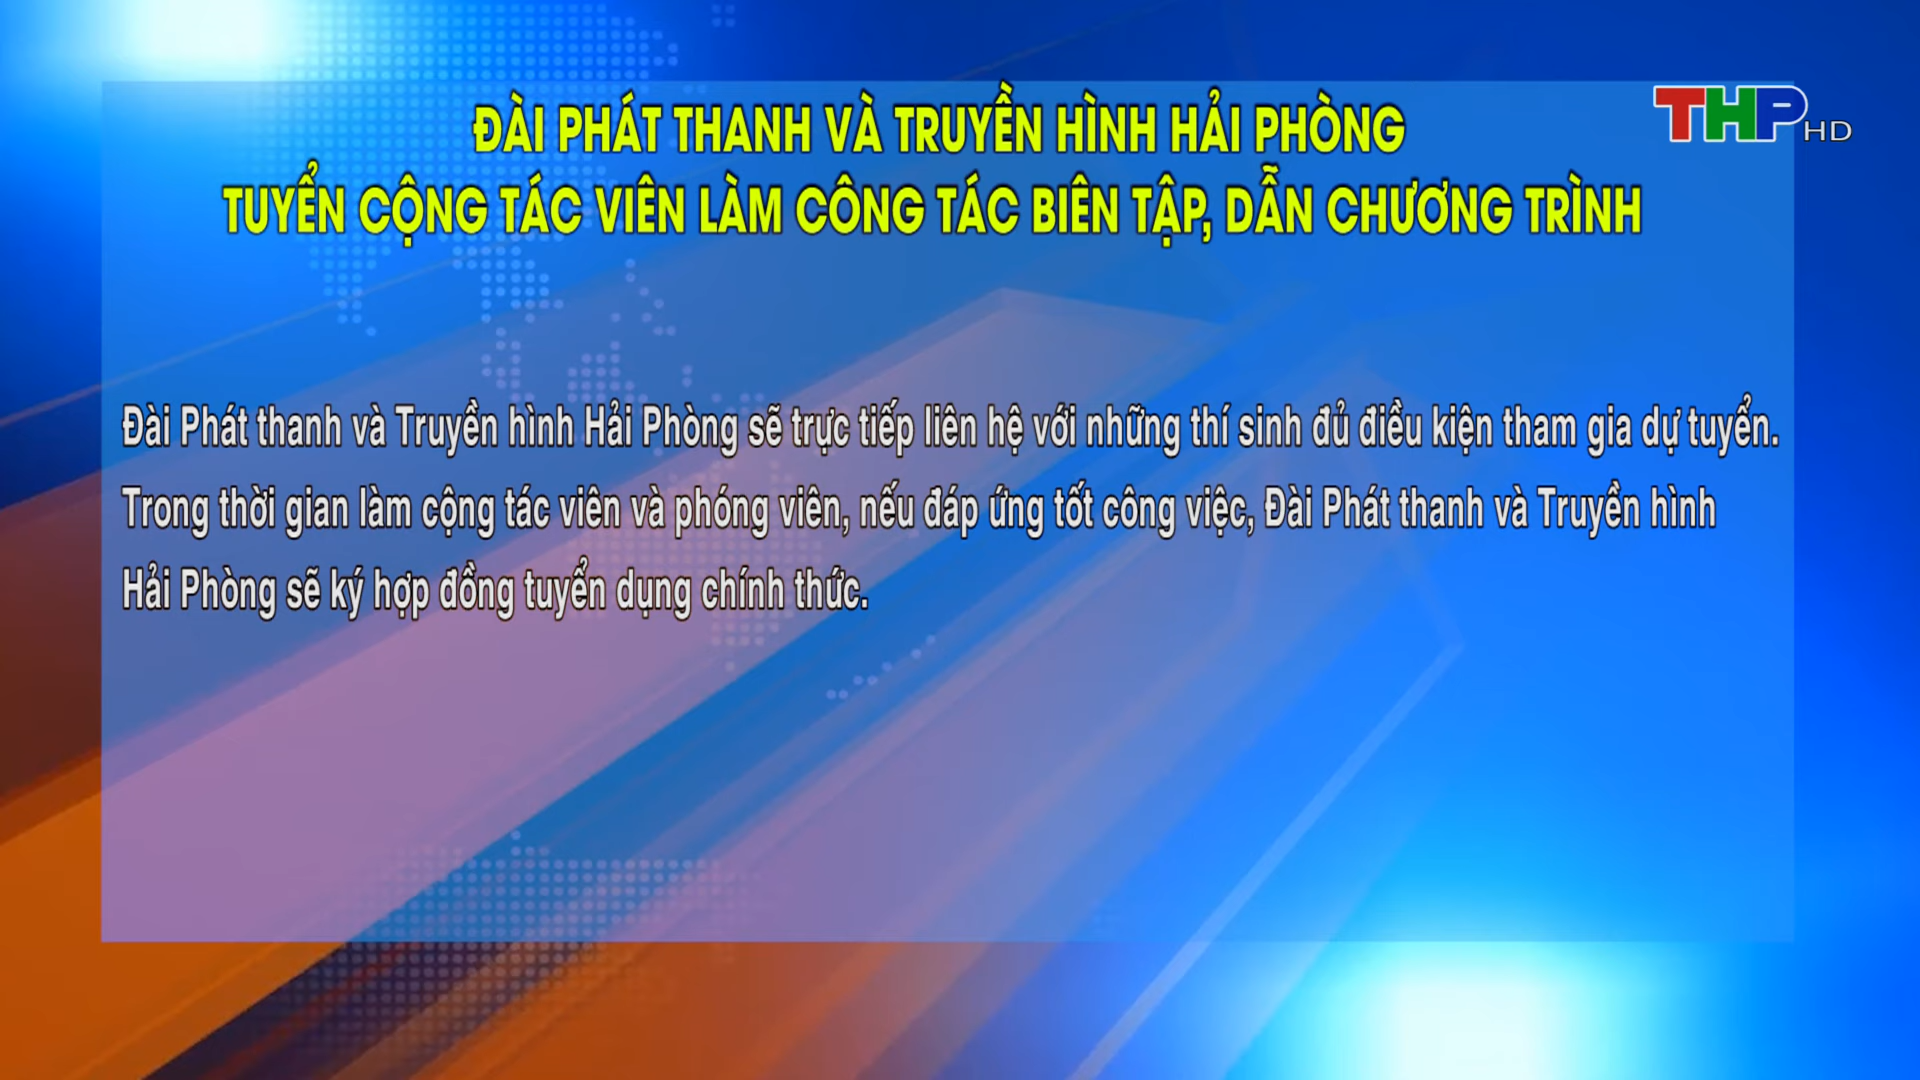 ĐÀI PHÁT THANH VÀ TRUYỀN HÌNH HẢI PHÒNG
THP HD
TUYỂN CỘNG TÁC VIÊN LÀM CÔNG TÁC BIÊN TẬP, DẪN CHƯƠNG TRÌNH
Đài Phát thanh và Truyền hình Hải Phòng sẽ trực tiếp liên hệ với những thí sinh đủ điều kiện tham gia dự tuyển.
Trong thời gian làm cộng tác viên và phóng viên, nếu đáp ứng tốt công việc, Đài Phát thanh và Truyền hình
Hải Phòng sẽ ký hợp đồng tuyển dụng chính thức.